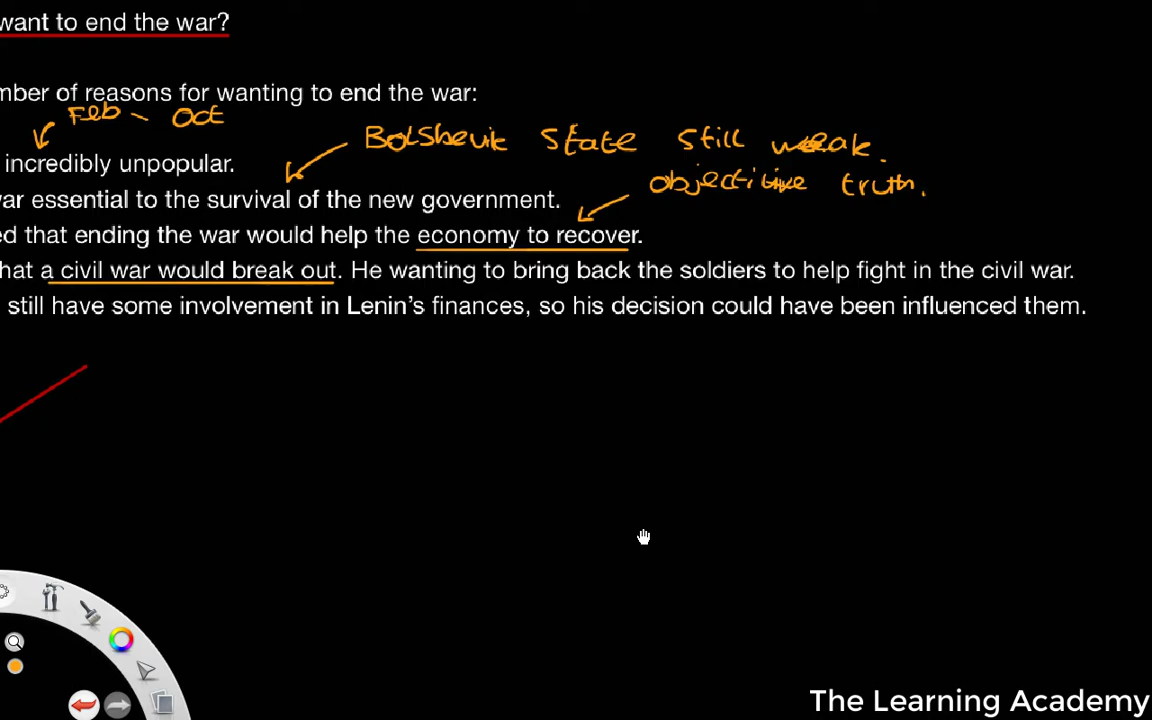 want to end the war?
mber of reasons for wanting to end the war:
Feb - Oct
Bolshevik state still weak.
incredibly unpopular.
objective truth.
var essential to the survival of the new government.
ed that ending the war would help the economy to recover.
hat a civil war would break out. He wanting to bring back the soldiers to help fight in the civil war.
still have some involvement in Lenin's finances, so his decision could have been influenced them.
The Learning Academy